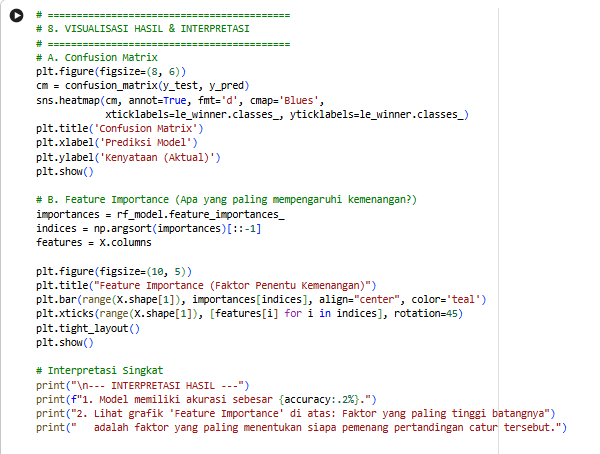 # ==========================================
# 8. VISUALISASI HASIL & INTERPRETASI
# ==========================================
# A. Confusion Matrix
plt.figure(figsize=(8, 6))
cm = confusion_matrix(y_test, y_pred)
sns.heatmap(cm, annot=True, fmt='d', cmap='Blues',
            xticklabels=le_winner.classes_, yticklabels=le_winner.classes_)
plt.title('Confusion Matrix')
plt.xlabel('Prediksi Model')
plt.ylabel('Kenyataan (Aktual)')
plt.show()

# B. Feature Importance (Apa yang paling mempengaruhi kemenangan?)
importances = rf_model.feature_importances_
indices = np.argsort(importances)[::-1]
features = X.columns

plt.figure(figsize=(10, 5))
plt.title("Feature Importance (Faktor Penentu Kemenangan)")
plt.bar(range(X.shape[1]), importances[indices], align="center", color='teal')
plt.xticks(range(X.shape[1]), [features[i] for i in indices], rotation=45)
plt.tight_layout()
plt.show()

# Interpretasi Singkat
print("\n--- INTERPRETASI HASIL ---")
print(f"1. Model memiliki akurasi sebesar {accuracy:.2%}.")
print("2. Lihat grafik 'Feature Importance' di atas: Faktor yang paling tinggi batangnya")
print("   adalah faktor yang paling menentukan siapa pemenang pertandingan catur tersebut.")